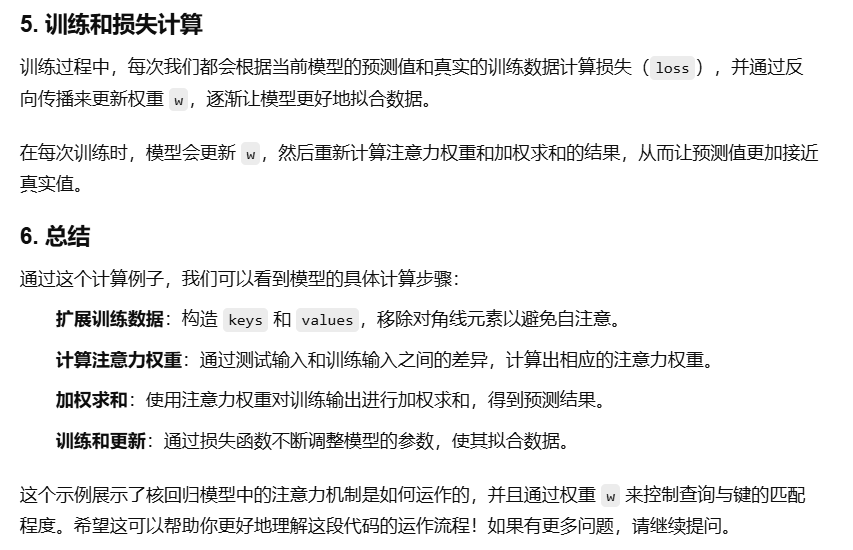 5. 训练和损失计算
训练过程中，每次我们都会根据当前模型的预测值和真实的训练数据计算损失（loss），并通过反
向传播来更新权重 w，逐渐让模型更好地拟合数据。
在每次训练时，模型会更新 w，然后重新计算注意力权重和加权求和的结果，从而让预测值更加接近
真实值。
6. 总结
通过这个计算例子，我们可以看到模型的具体计算步骤：
扩展训练数据：构造 keys 和 values，移除对角线元素以避免自注意。
计算注意力权重：通过测试输入和训练输入之间的差异，计算出相应的注意力权重。
加权求和：使用注意力权重对训练输出进行加权求和，得到预测结果。
训练和更新：通过损失函数不断调整模型的参数，使其拟合数据。
这个示例展示了核回归模型中的注意力机制是如何运作的，并且通过权重 w 来控制查询与键的匹配
程度。希望这可以帮助你更好地理解这段代码的运作流程！如果有更多问题，请继续提问。